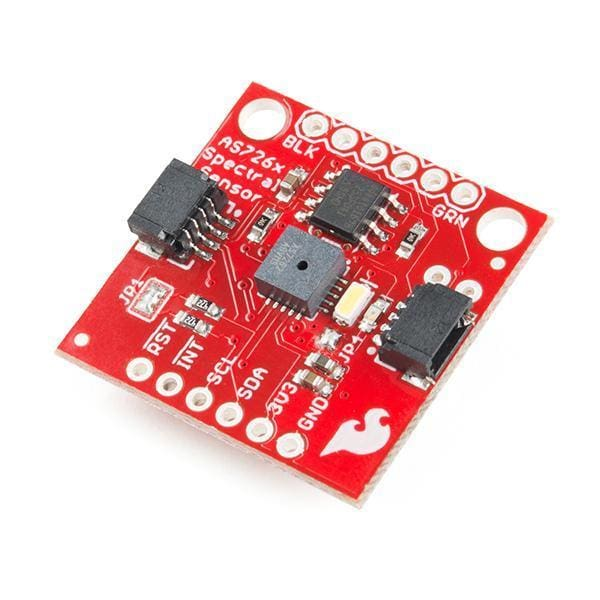 BLK
AS726x
Spectral
Sensor
GRN
JP1
JP4
RST
INT
SCL
SDA
3V3
GND